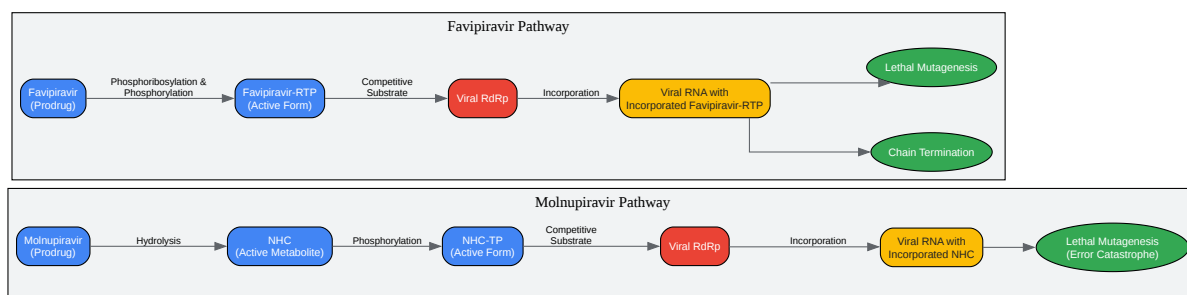 Favipiravir Pathway
Favipiravir
(Prodrug)
Phosphoribosylation &
Phosphorylation
Favipiravir-RTP
(Active Form)
Competitive
Substrate
Viral RdRp
Incorporation
Viral RNA with
Incorporated Favipiravir-RTP
Lethal Mutagenesis
Chain Termination
Molnupiravir Pathway
Molnupiravir
(Prodrug)
Hydrolysis
NHC
(Active Metabolite)
Phosphorylation
NHC-TP
(Active Form)
Competitive
Substrate
Viral RdRp
Incorporation
Viral RNA with
Incorporated NHC
Lethal Mutagenesis
(Error Catastrophe)